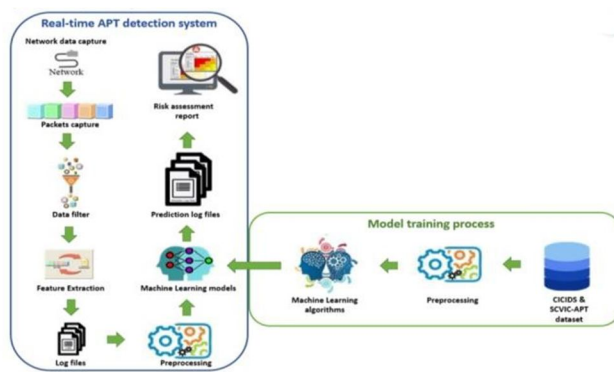 Real-time APT detection system
Network data capture
Network
Packets capture
Data filter
Feature Extraction
Log files
Preprocessing
Machine Learning models
Prediction log files
Risk assessment
report
Model training process
Machine Learning
algorithms
Preprocessing
CICIDS &
SCVIC-APT
dataset